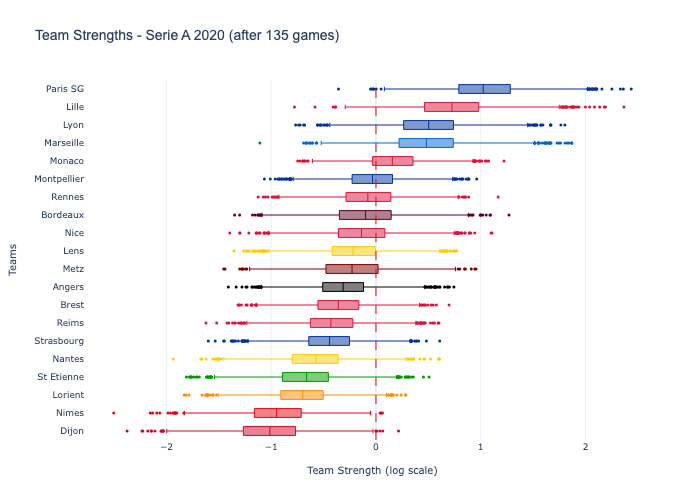 Team Strengths - Serie A 2020 (after 135 games)
Paris SG
Lille
Lyon
Marseille
Monaco
Montpellier
Rennes
Bordeaux
Nice
Lens
Metz
Angers
Brest
Reims
Strasbourg
Nantes
St Etienne
Lorient
Nimes
Dijon
Teams
−2 −1 0 1 2
Team Strength (log scale)